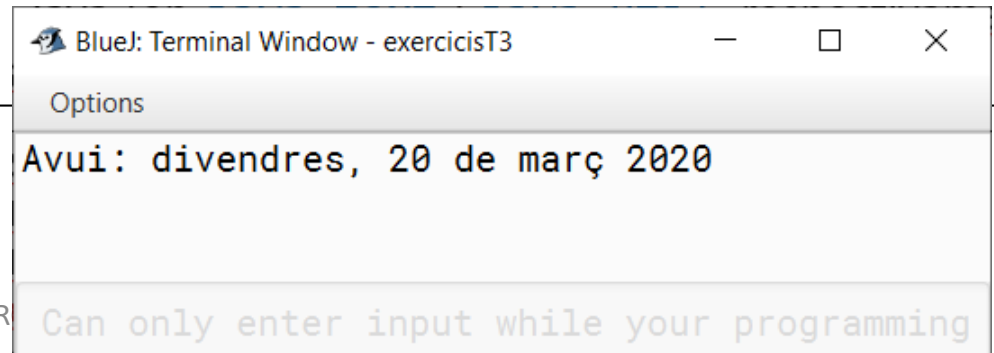 BlueJ: Terminal Window - exercicisT3
Options
Avui: divendres, 20 de març 2020
R
Can only enter input while your programming